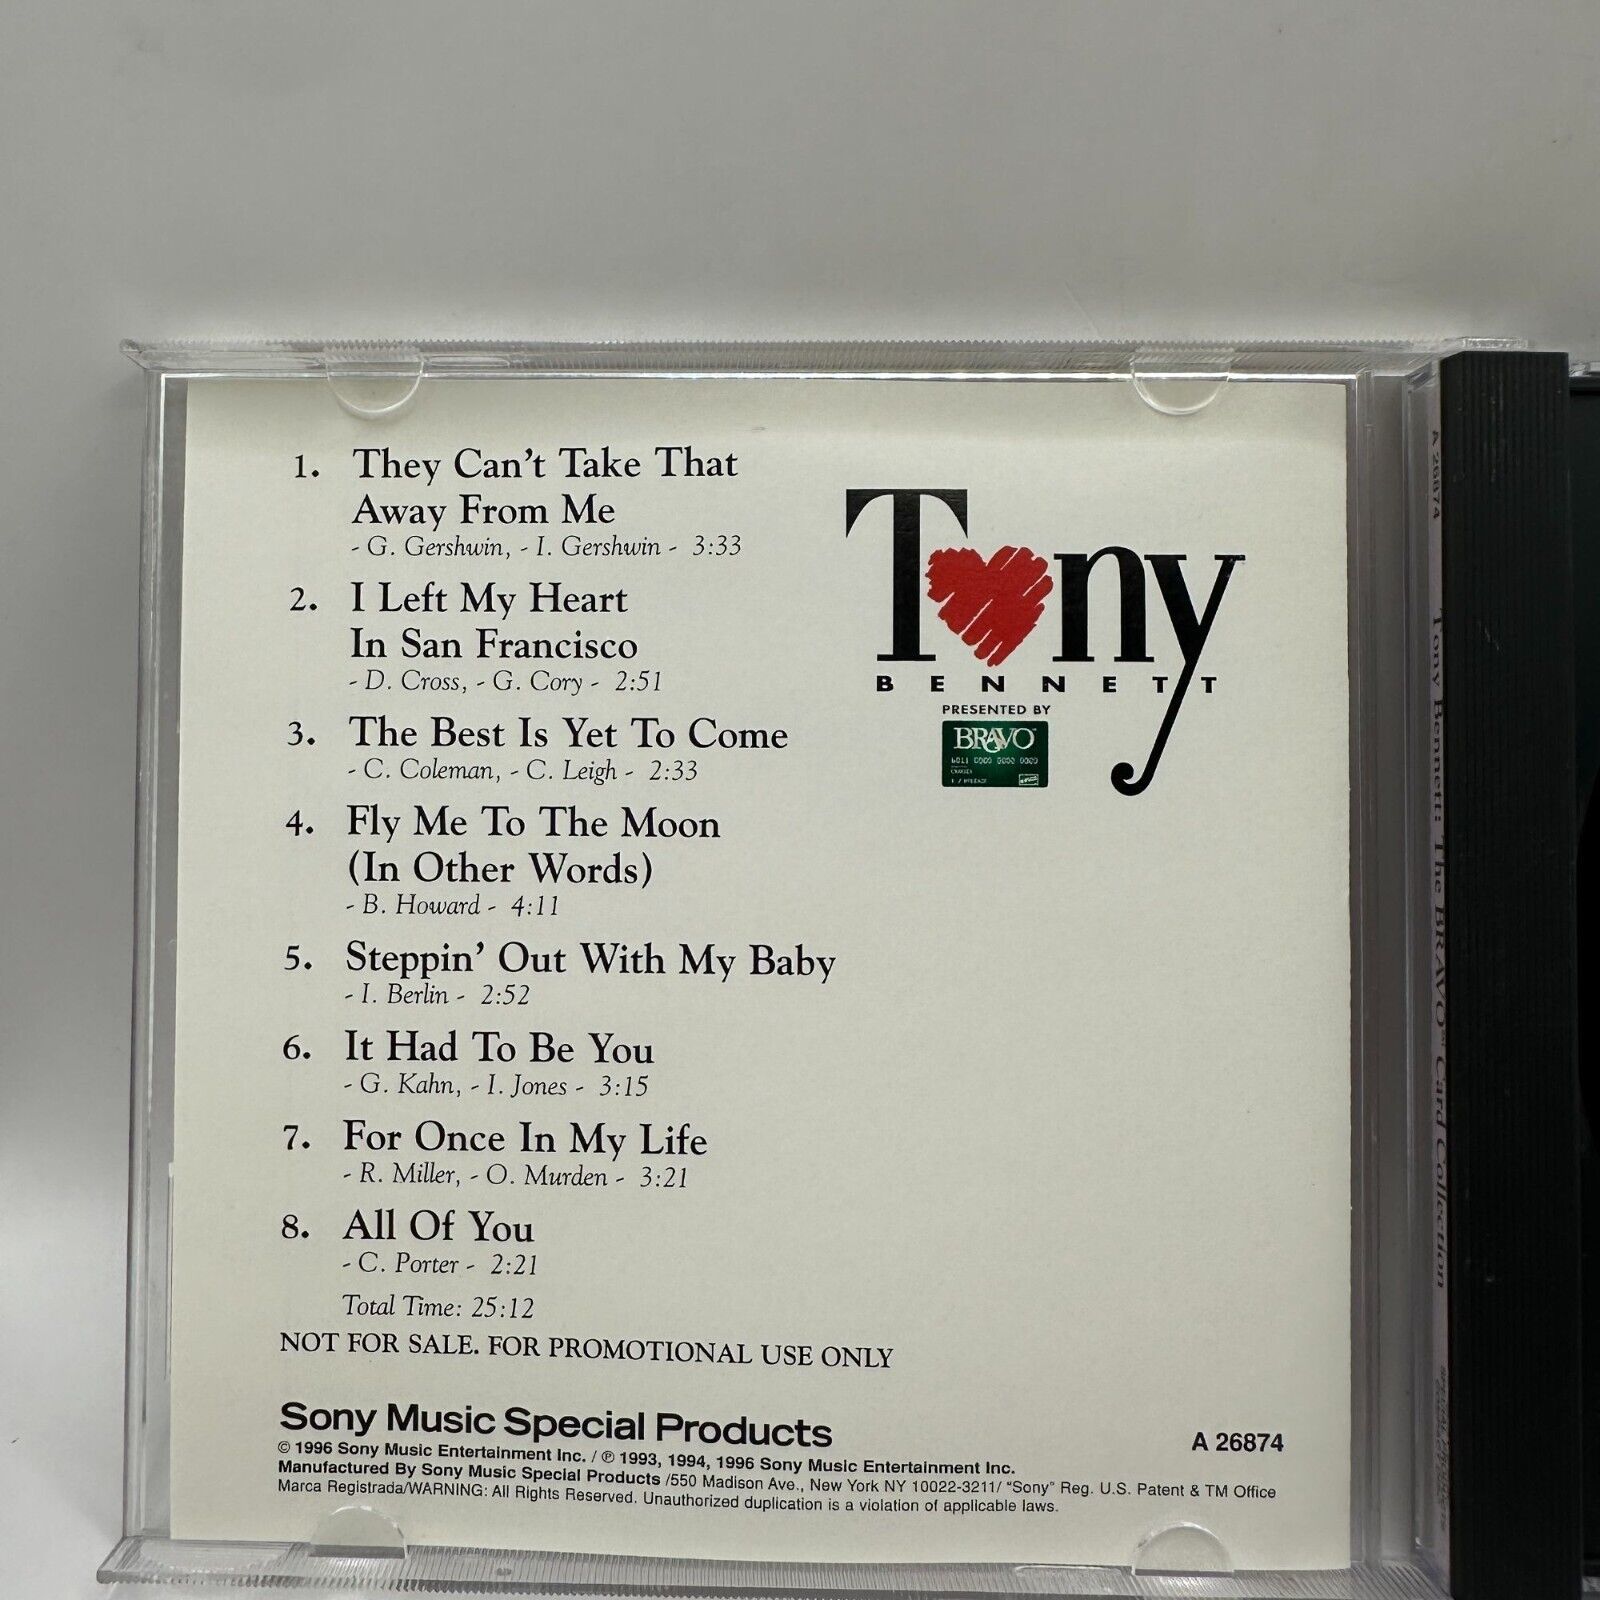 1. They Can't Take That
Away From Me
- G. Gershwin, - I. Gershwin - 3:33
2. I Left My Heart
In San Francisco
- D. Cross, - G. Cory - 2:51
3. The Best Is Yet To Come
- C. Coleman, - C. Leigh - 2:33
4. Fly Me To The Moon
(In Other Words)
- B. Howard - 4:11
5. Steppin' Out With My Baby
- I. Berlin - 2:52
6. It Had To Be You
- G. Kahn, - I. Jones - 3:15
7. For Once In My Life
- R. Miller, - O. Murden - 3:21
8. All Of You
- C. Porter - 2:21
Total Time: 25:12
NOT FOR SALE. FOR PROMOTIONAL USE ONLY
Tony
BENNETT
PRESENTED BY
BRAVO
6011 0000 0000 0000
Sony Music Special Products
A 26874
© 1996 Sony Music Entertainment Inc. / ℗ 1993, 1994, 1996 Sony Music Entertainment Inc.
Manufactured By Sony Music Special Products /550 Madison Ave., New York NY 10022-3211/ "Sony" Reg. U.S. Patent & TM Office
Marca Registrada/WARNING: All Rights Reserved. Unauthorized duplication is a violation of applicable laws.
A 26874
Tony Bennett: The BRAVO℠ Card Collection